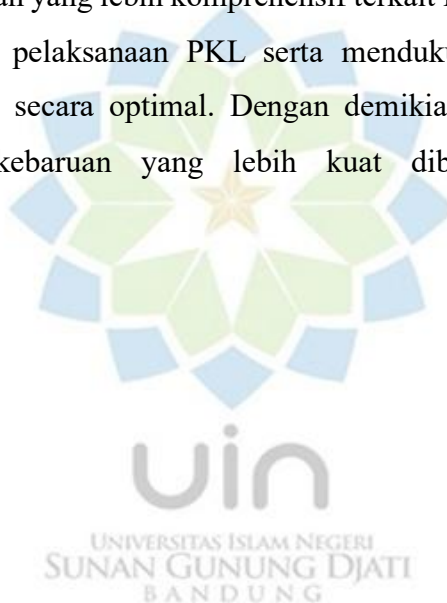 yang lebih komprehensif terkait
pelaksanaan PKL serta
secara optimal. Dengan
kebaruan yang lebih kuat
uin
UNIVERSITAS ISLAM NEGERI
SUNAN GUNUNG DJATI
BANDUNG